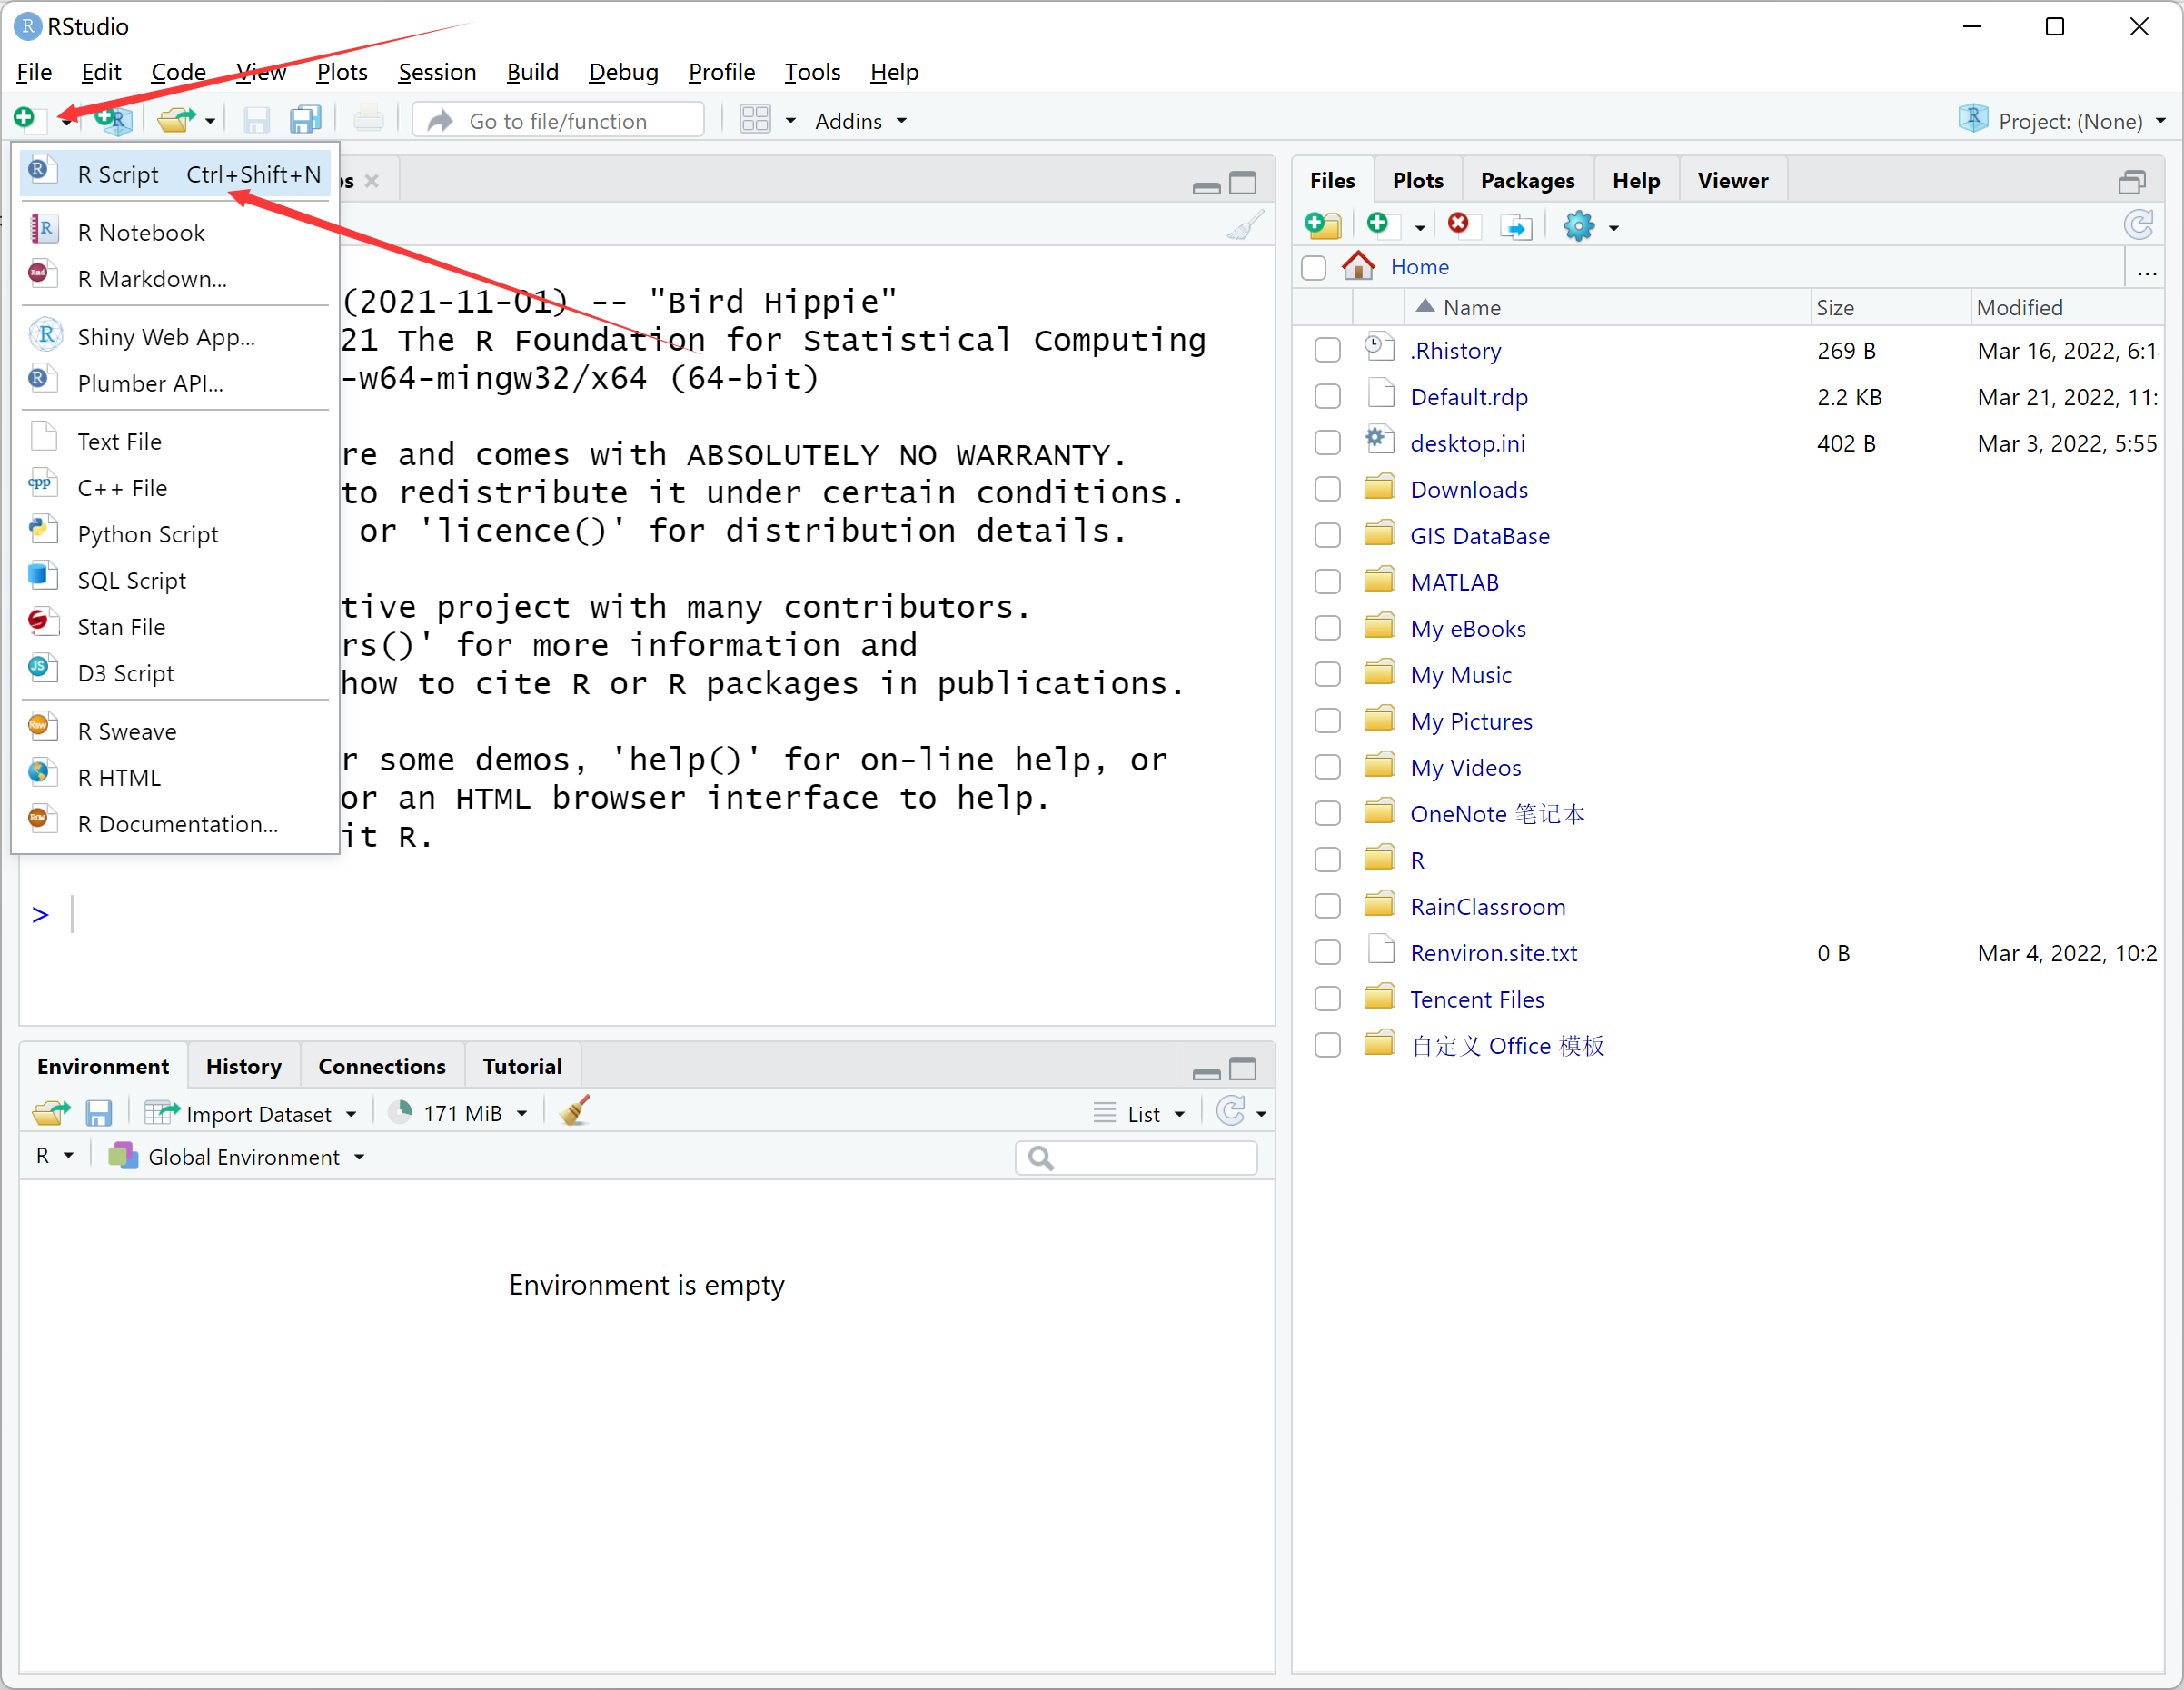 RStudio
File Edit Code View Plots Session Build Debug Profile Tools Help
Go to file/function Addins Project: (None)
R Script Ctrl+Shift+N
R Notebook
R Markdown...
Shiny Web App...
Plumber API...
Text File
C++ File
Python Script
SQL Script
Stan File
D3 Script
R Sweave
R HTML
R Documentation...
(2021-11-01) -- "Bird Hippie"
21 The R Foundation for Statistical Computing
-w64-mingw32/x64 (64-bit)
re and comes with ABSOLUTELY NO WARRANTY.
to redistribute it under certain conditions.
or 'licence()' for distribution details.
tive project with many contributors.
rs()' for more information and
how to cite R or R packages in publications.
r some demos, 'help()' for on-line help, or
or an HTML browser interface to help.
it R.
>
Environment History Connections Tutorial
Import Dataset 171 MiB List
R Global Environment
Environment is empty
Files Plots Packages Help Viewer
Home ...
Name Size Modified
.Rhistory 269 B Mar 16, 2022, 6:1
Default.rdp 2.2 KB Mar 21, 2022, 11:
desktop.ini 402 B Mar 3, 2022, 5:55
Downloads
GIS DataBase
MATLAB
My eBooks
My Music
My Pictures
My Videos
OneNote 笔记本
R
RainClassroom
Renviron.site.txt 0 B Mar 4, 2022, 10:2
Tencent Files
自定义 Office 模板